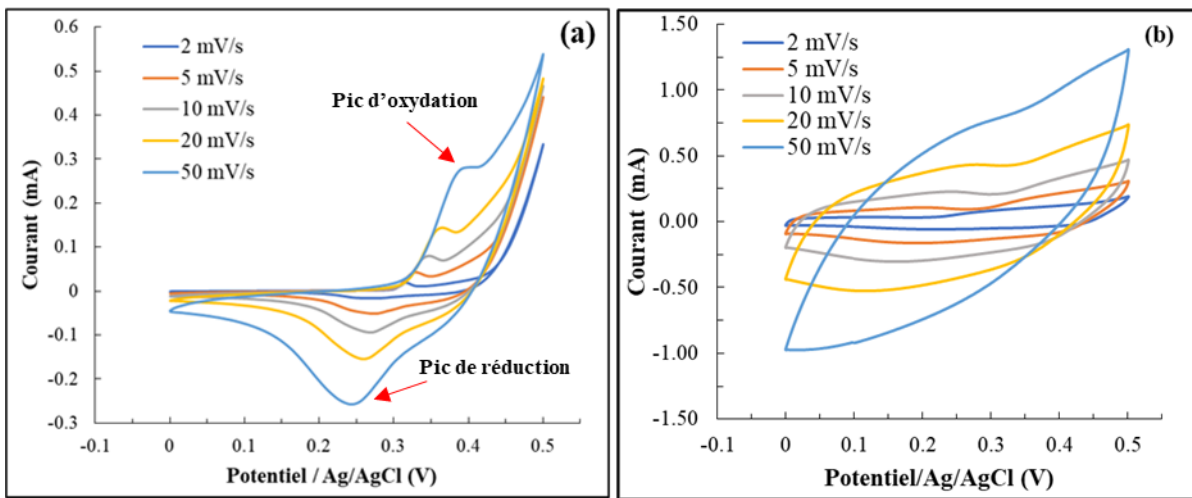 0.6
0.5
0.4
0.3
0.2
0.1
0
-0.1
-0.2
-0.3
Courant (mA)
2 mV/s
5 mV/s
10 mV/s
20 mV/s
50 mV/s
(a)
Pic d’oxydation
Pic de réduction
-0.1
0
0.1
0.2
0.3
0.4
0.5
Potentiel / Ag/AgCl (V)
1.50
1.00
0.50
0.00
-0.50
-1.00
-1.50
Courant (mA)
2 mV/s
5 mV/s
10 mV/s
20 mV/s
50 mV/s
(b)
-0.1
0
0.1
0.2
0.3
0.4
0.5
Potentiel/Ag/AgCl (V)